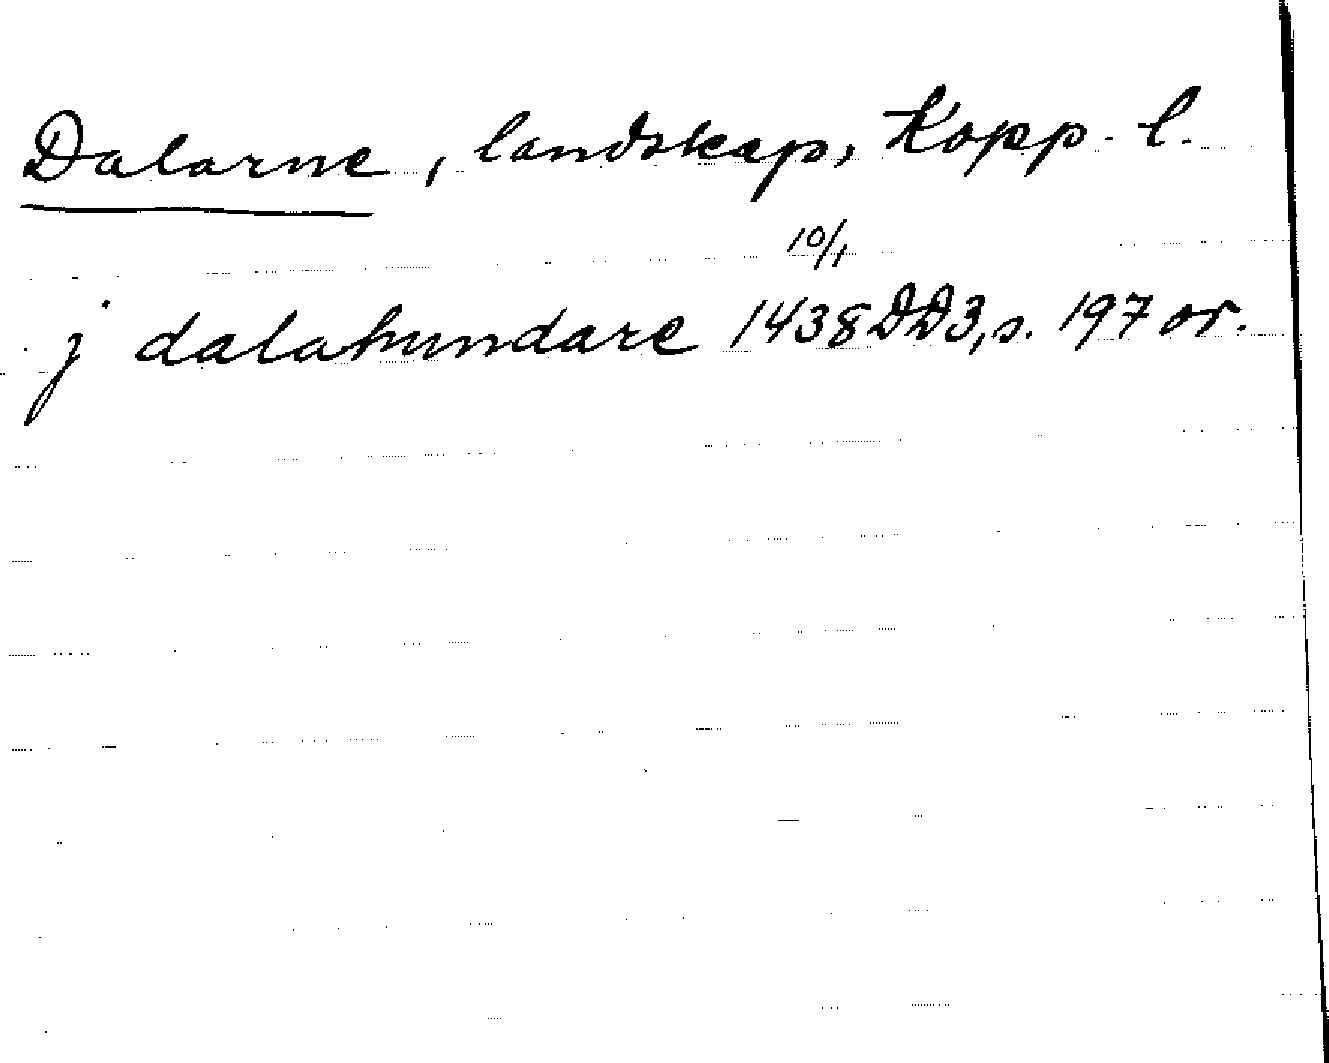 Dalarne, landskap, Kopp. l.
10/1
j dalahundare 1438 DD3, s. 197 or.